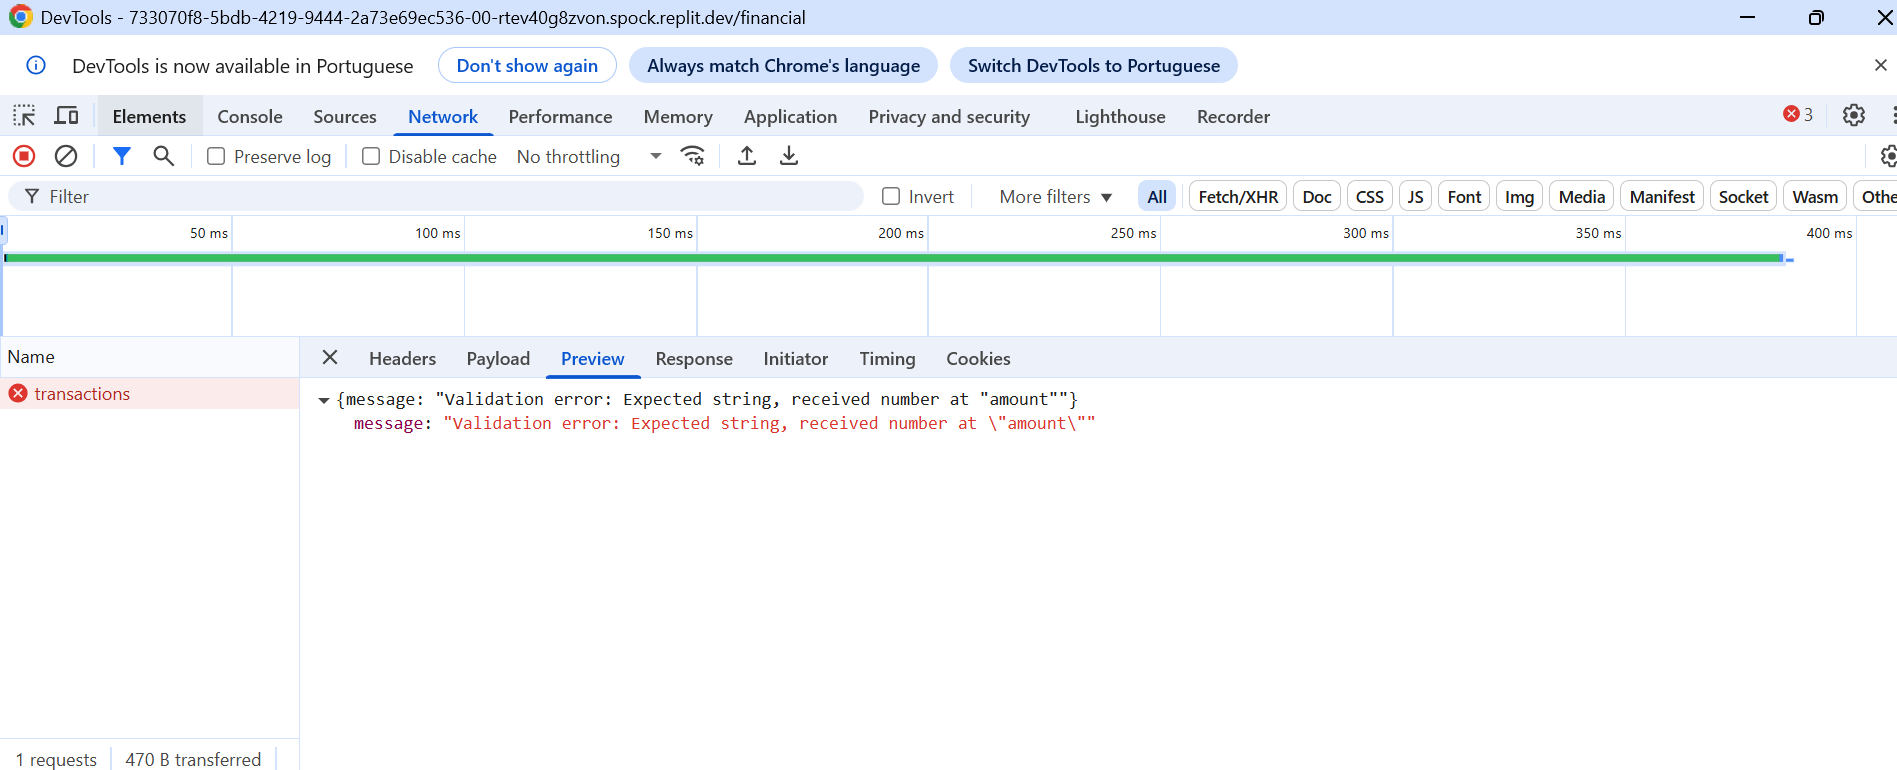 DevTools - 733070f8-5bdb-4219-9444-2a73e69ec536-00-rtev40g8zvon.spock.replit.dev/financial
DevTools is now available in Portuguese Don't show again Always match Chrome's language Switch DevTools to Portuguese
Elements Console Sources Network Performance Memory Application Privacy and security Lighthouse Recorder 3
Preserve log Disable cache No throttling
Filter Invert More filters All Fetch/XHR Doc CSS JS Font Img Media Manifest Socket Wasm Othe
50 ms 100 ms 150 ms 200 ms 250 ms 300 ms 350 ms 400 ms
Name Headers Payload Preview Response Initiator Timing Cookies
transactions
{message: "Validation error: Expected string, received number at "amount""}
message: "Validation error: Expected string, received number at \"amount\""
1 requests 470 B transferred